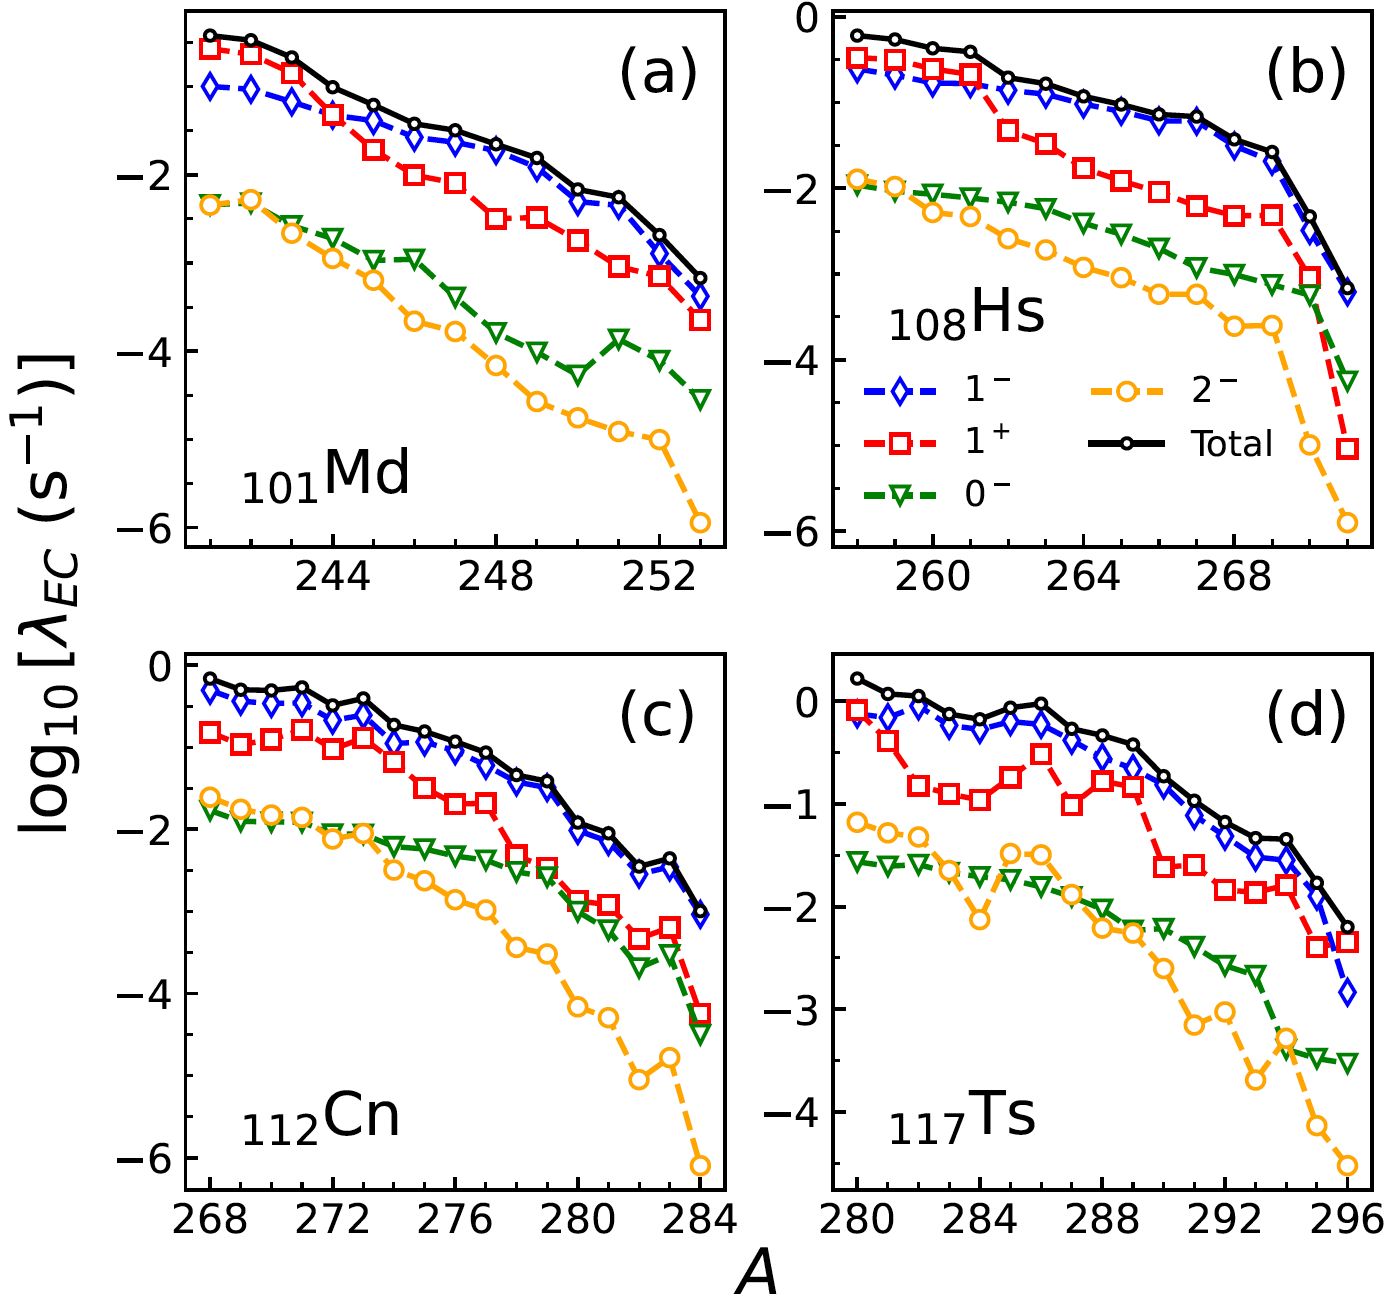 (a)
−2
−4
−6
₁₀₁Md
244 248 252
(b)
0
−2
−4
−6
₁₀₈Hs
1⁻ 2⁻
1⁺ Total
0⁻
260 264 268
log₁₀[λ_EC (s⁻¹)]
(c)
0
−2
−4
−6
₁₁₂Cn
268 272 276 280 284
(d)
0
−1
−2
−3
−4
₁₁₇Ts
280 284 288 292 296
A